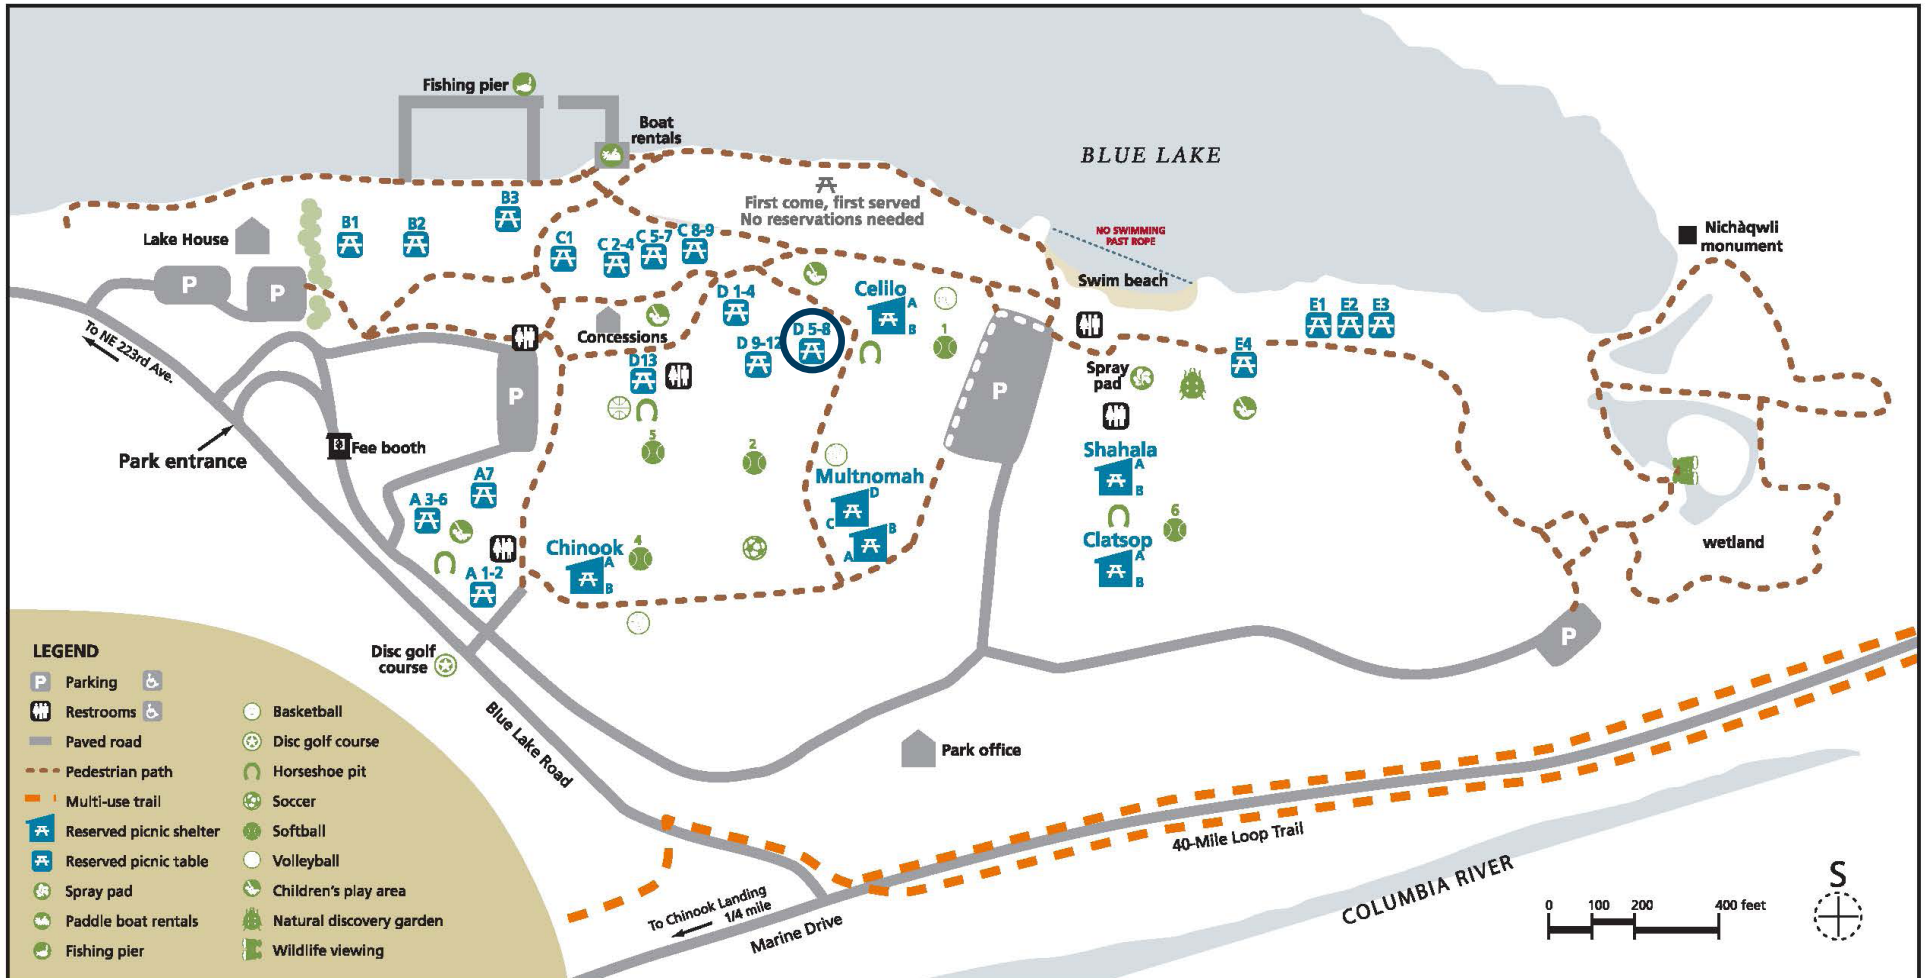 Fishing pier
Boat
rentals
BLUE LAKE
First come, first served
No reservations needed
Lake House
B1
B2
B3
C1
C 2-4
C 5-7
C 8-9
NO SWIMMING
PAST ROPE
Swim beach
Nichàqwli
monument
P
P
To NE 223rd Ave.
Concessions
D 1-4
D 5-8
D 9-12
D13
Celilo
A
B
1
E1
E2
E3
E4
Spray
pad
P
P
Park entrance
Fee booth
5
2
A7
A 3-6
A 1-2
Multnomah
D
C
B
A
Shahala
A
B
6
Clatsop
A
B
Chinook
A
B
4
wetland
P
Disc golf
course
Blue Lake Road
Park office
40-Mile Loop Trail
COLUMBIA RIVER
To Chinook Landing
1/4 mile
Marine Drive
0
100
200
400 feet
S
LEGEND
P
Parking
Restrooms
Paved road
Pedestrian path
Multi-use trail
Reserved picnic shelter
Reserved picnic table
Spray pad
Paddle boat rentals
Fishing pier
Basketball
Disc golf course
Horseshoe pit
Soccer
Softball
Volleyball
Children's play area
Natural discovery garden
Wildlife viewing